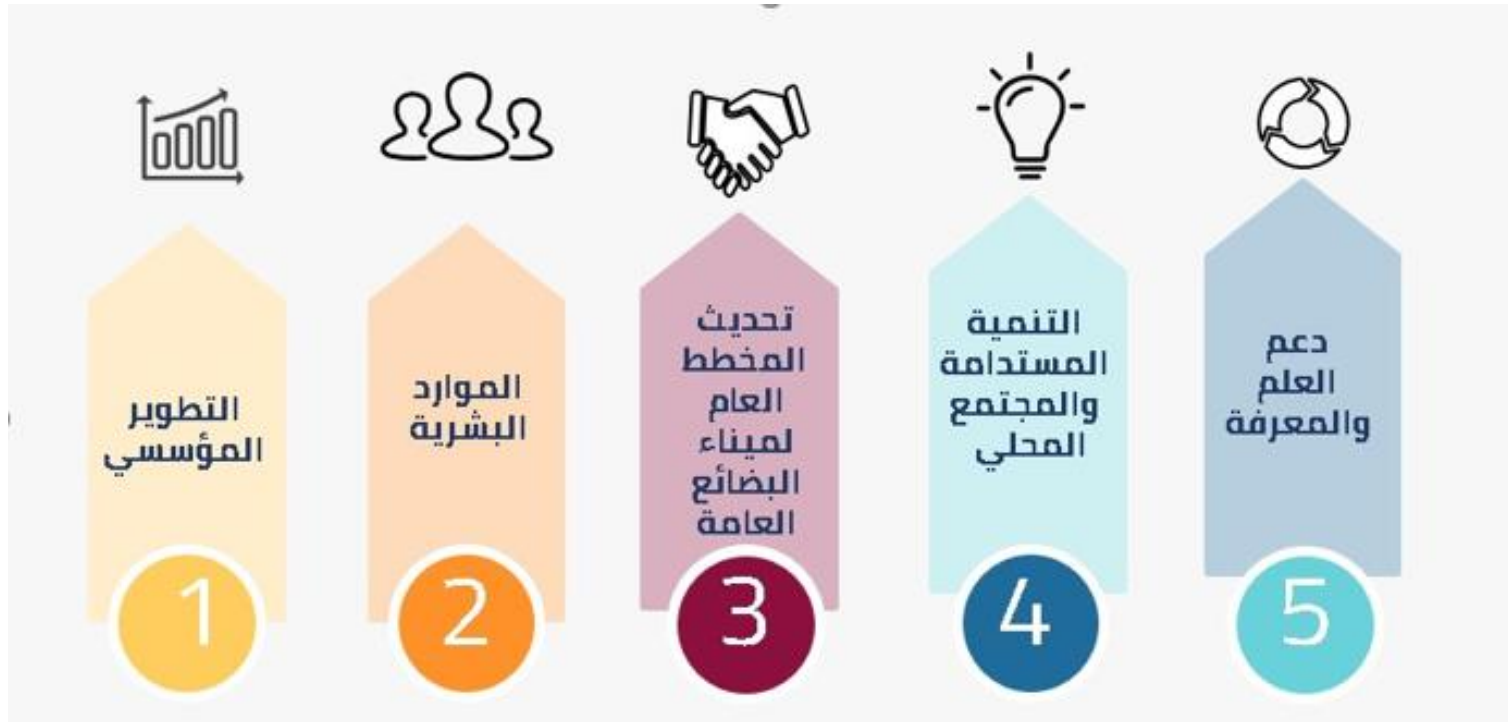 التطوير
المؤسسي
1
الموارد
البشرية
2
تحديث
المخطط
العام
لميناء
البضائع
العامة
3
التنمية
المستدامة
والمجتمع
المحلي
4
دعم
العلم
والمعرفة
5